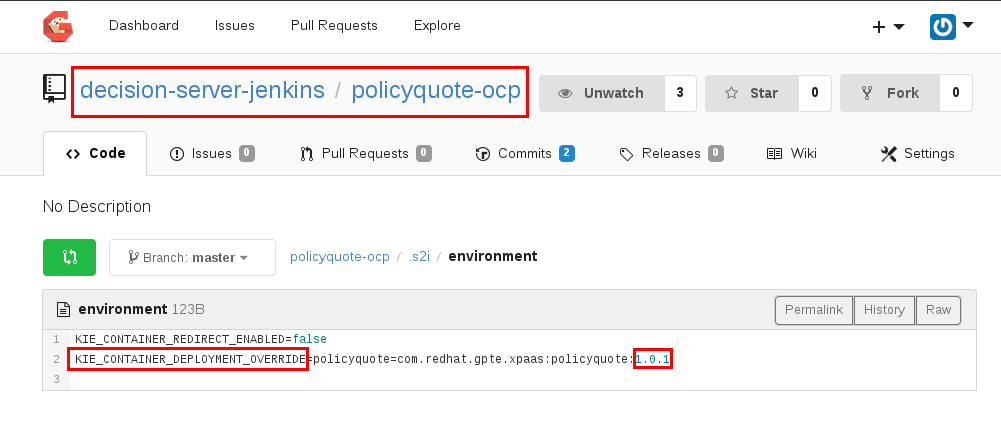 Dashboard Issues Pull Requests Explore
decision-server-jenkins / policyquote-ocp Unwatch 3 Star 0 Fork 0
Code Issues 0 Pull Requests 0 Commits 2 Releases 0 Wiki Settings
No Description
Branch: master policyquote-ocp / .s2i / environment
environment 123B Permalink History Raw
1 KIE_CONTAINER_REDIRECT_ENABLED=false
2 KIE_CONTAINER_DEPLOYMENT_OVERRIDE=policyquote=com.redhat.gpte.xpaas:policyquote:1.0.1
3